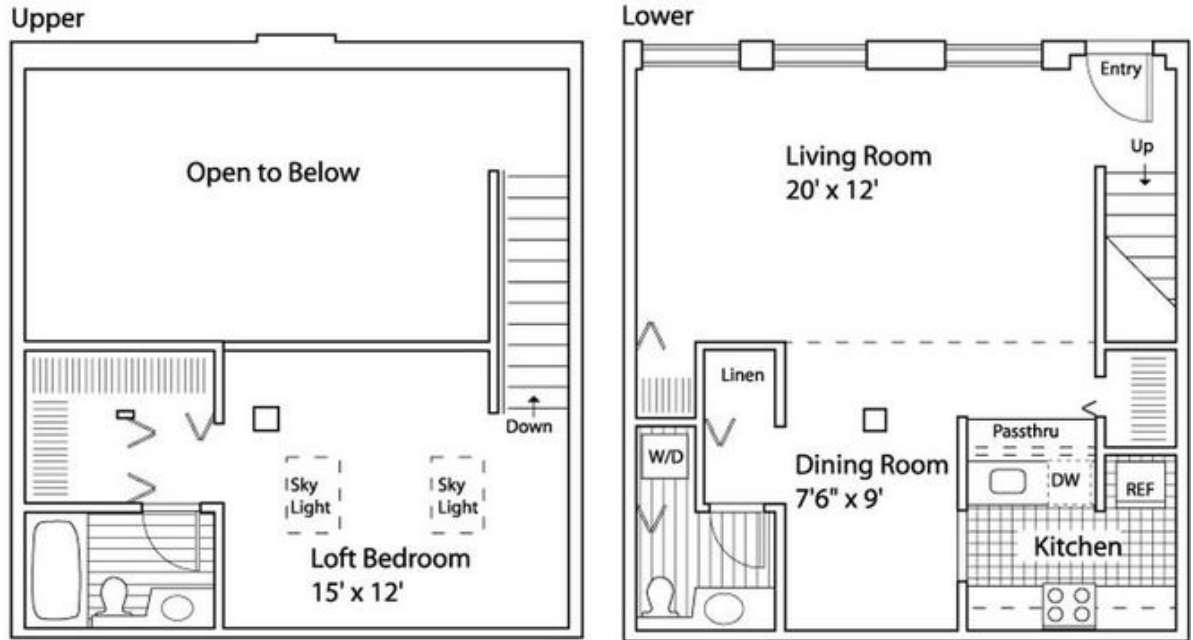 Upper
Open to Below
Down
Sky
Light
Sky
Light
Loft Bedroom
15' x 12'
Lower
Entry
Living Room
20' x 12'
Up
Linen
Passthru
W/D
Dining Room
7'6" x 9'
DW
REF
Kitchen